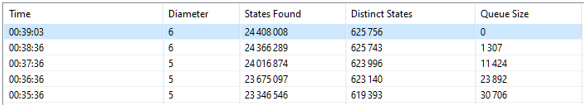 Time Diameter States Found Distinct States Queue Size
00:39:03 6 24 408 008 625 756 0
00:38:36 6 24 366 289 625 743 1 307
00:37:36 5 24 016 874 623 996 11 424
00:36:36 5 23 675 097 623 140 23 892
00:35:36 5 23 346 546 619 393 30 706